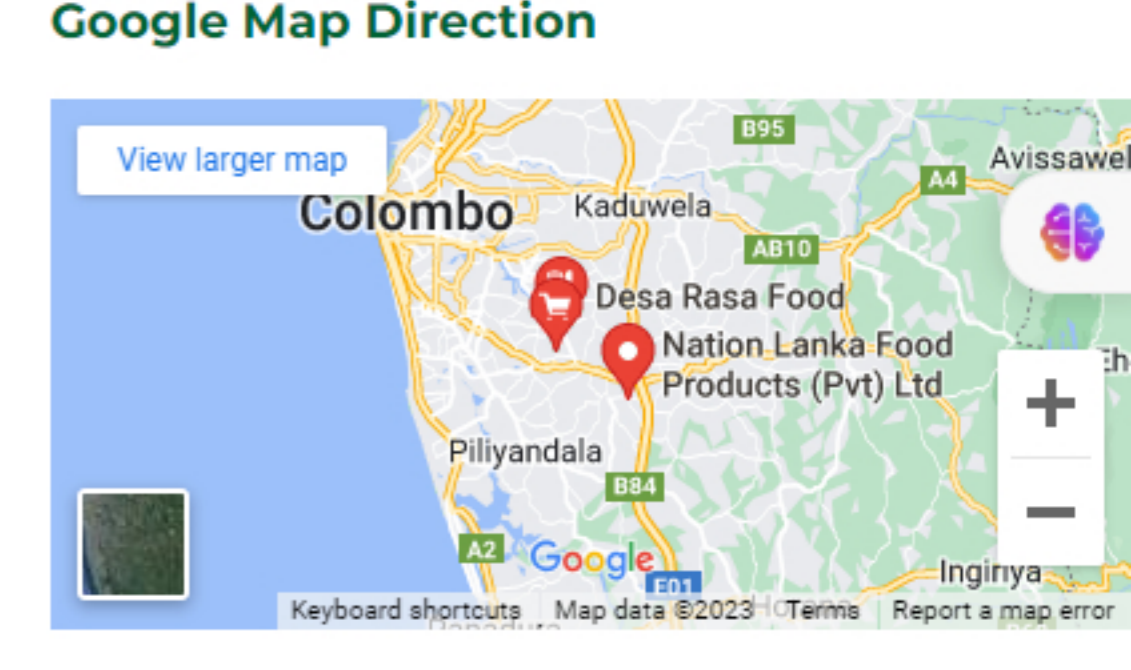 Google Map Direction
View larger map
B95
Avissawel
A4
Colombo
Kaduwela
AB10
Desa Rasa Food
Nation Lanka Food
Products (Pvt) Ltd
Eh
Piliyandala
B84
A2
Google
E01
Ingiriya
Keyboard shortcuts Map data ©2023 Terms Report a map error